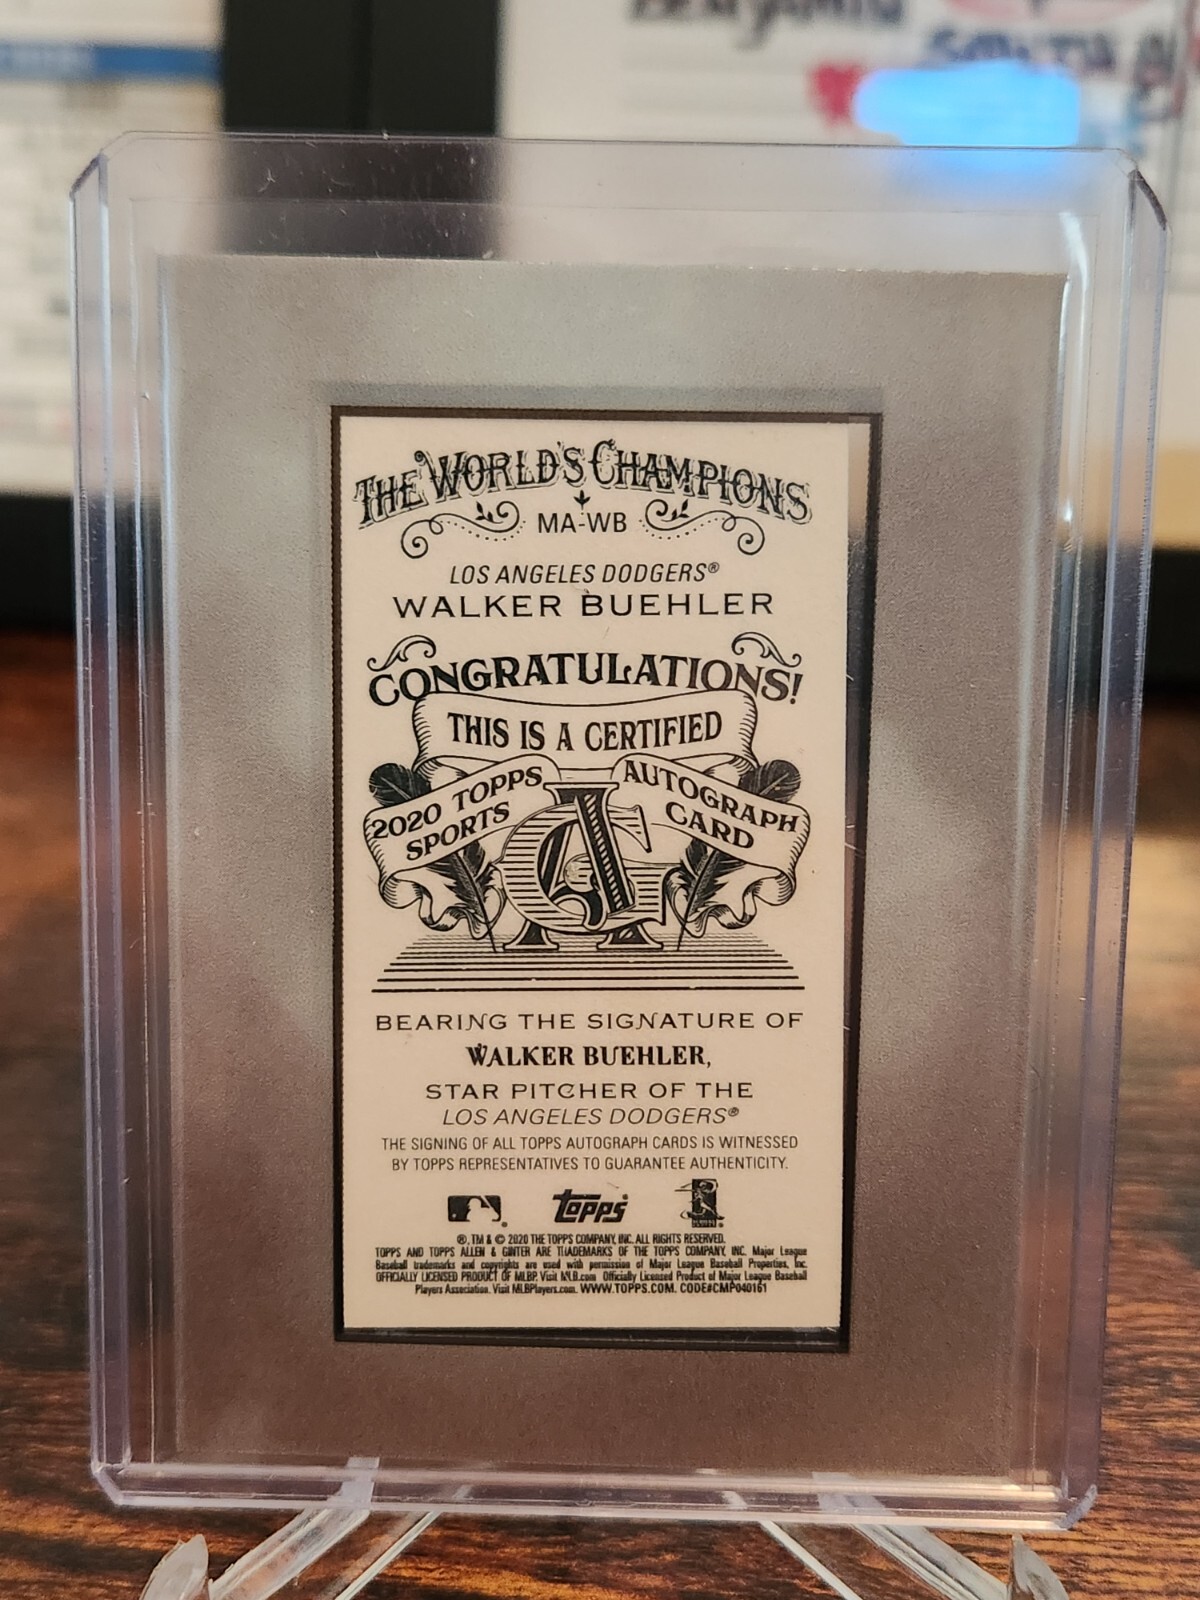 SANTA
THE WORLD'S CHAMPIONS
MA-WB
LOS ANGELES DODGERS®
WALKER BUEHLER
CONGRATULATIONS!
THIS IS A CERTIFIED
2020 TOPPS
SPORTS
AUTOGRAPH
CARD
AG
BEARING THE SIGNATURE OF
WALKER BUEHLER,
STAR PITCHER OF THE
LOS ANGELES DODGERS®
THE SIGNING OF ALL TOPPS AUTOGRAPH CARDS IS WITNESSED
BY TOPPS REPRESENTATIVES TO GUARANTEE AUTHENTICITY.
topps
®, TM & © 2020 THE TOPPS COMPANY, INC. ALL RIGHTS RESERVED.
TOPPS AND TOPPS ALLEN & GINTER ARE TRADEMARKS OF THE TOPPS COMPANY, INC. Major League
Baseball trademarks and copyrights are used with permission of Major League Baseball Properties, Inc.
OFFICIALLY LICENSED PRODUCT OF MLBP. Visit MLB.com Officially Licensed Product of Major League Baseball
Players Association. Visit MLBPlayers.com. WWW.TOPPS.COM. CODE#CMP040161